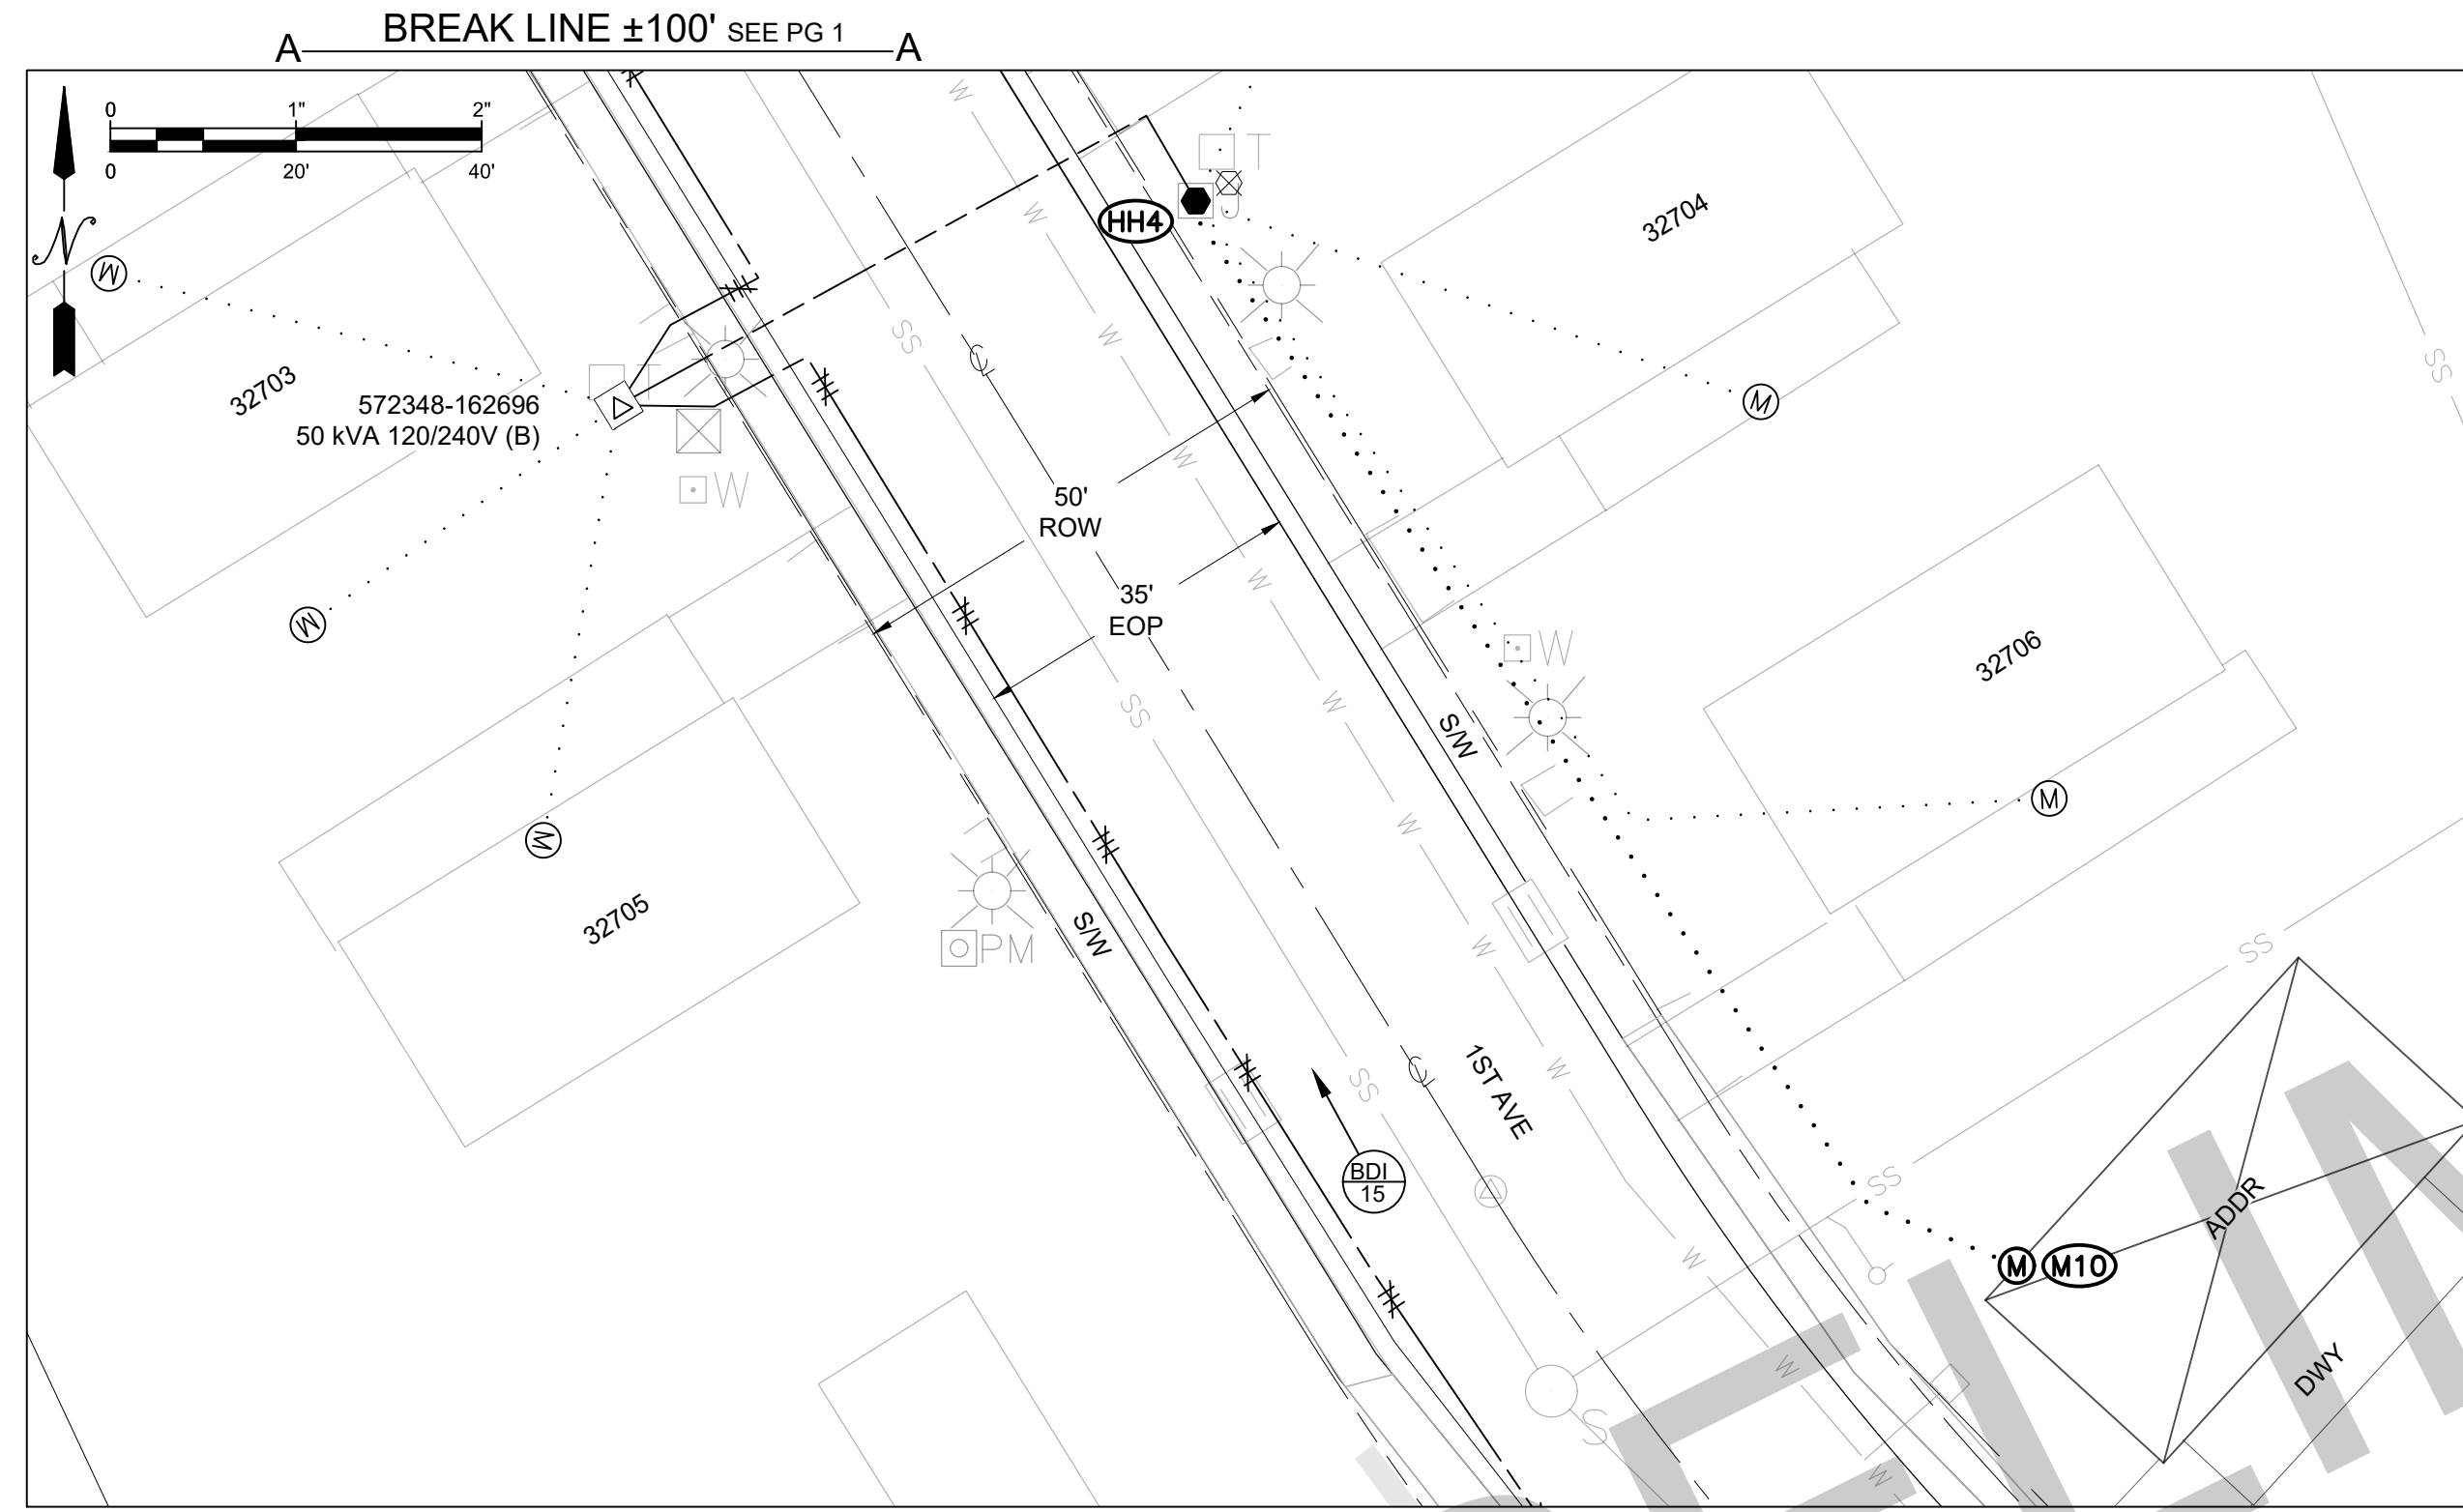 BREAK LINE ±100' SEE PG 1
A A
0 1" 2"
0 20' 40'
N
T
J
HH4
32704
M
32703
T
572348-162696
50 kVA 120/240V (B)
M
W
50'
ROW
35'
EOP
M
W
32706
M
S/W
M
32705
S/W
PM
1ST AVE
BDI
15
ADDR
M M10
DWY
S
SS
SS
SS
SS
SS
SS
W
W
W
W
W
W
W
W
W
W
W
W
W